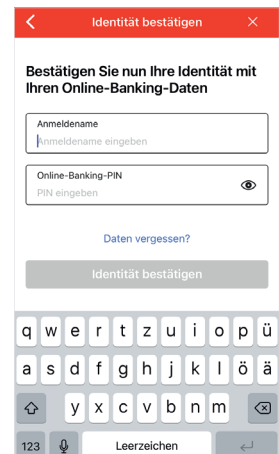 Identität bestätigen
Bestätigen Sie nun Ihre Identität mit
Ihren Online-Banking-Daten
Anmeldename
Anmeldename eingeben
Online-Banking-PIN
PIN eingeben
Daten vergessen?
Identität bestätigen
q w e r t z u i o p ü
a s d f g h j k l ö ä
y x c v b n m
123 Leerzeichen